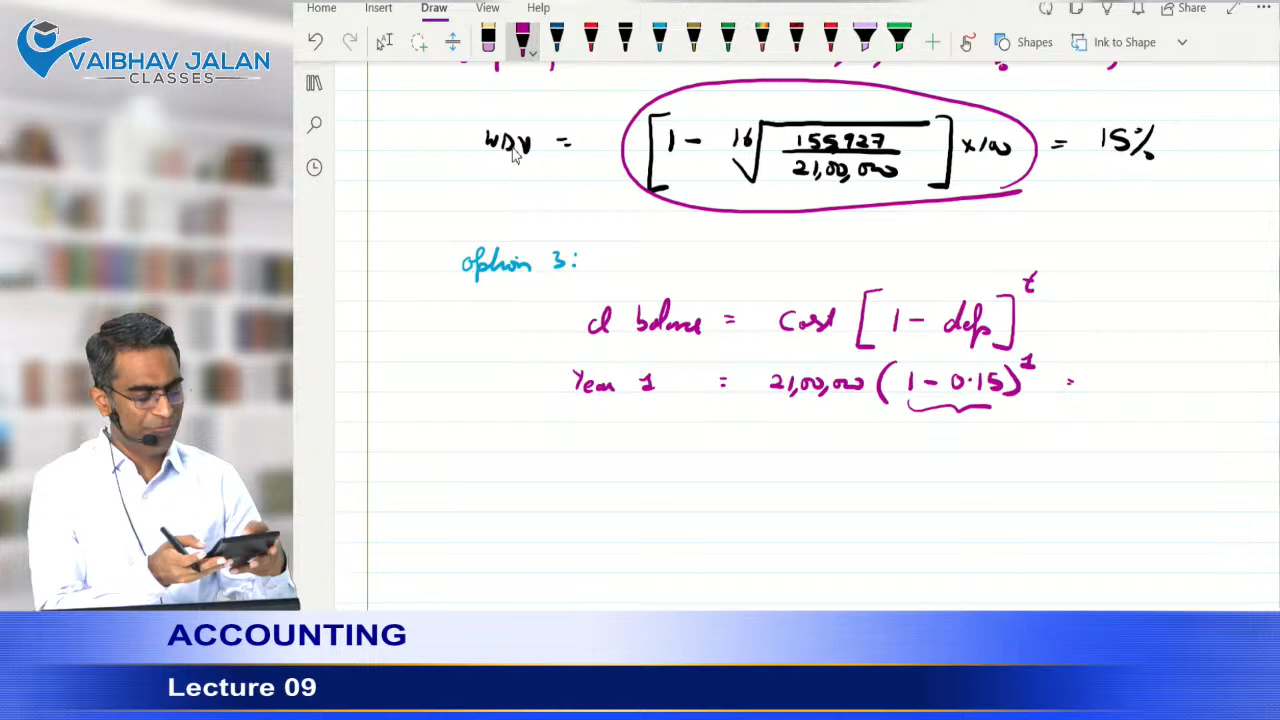 Home Insert Draw View Help Share
VAIBHAV JALAN
CLASSES
Shapes Ink to Shape
WDV = [1 - 16√155927/21,00,000] x 100 = 15%
Option 3:
cl balance = Cost [1 - dep]^t
Year 1 = 21,00,000 (1 - 0.15)^1 =
ACCOUNTING
Lecture 09